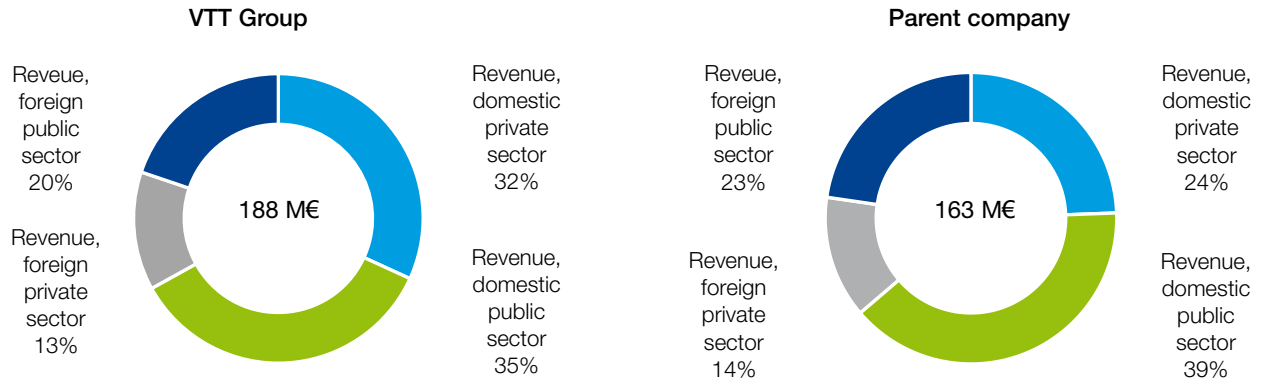 VTT Group
Reveue,
foreign
public
sector
20%
Revenue,
domestic
private
sector
32%
188 M€
Revenue,
foreign
private
sector
13%
Revenue,
domestic
public
sector
35%
Parent company
Reveue,
foreign
public
sector
23%
Revenue,
domestic
private
sector
24%
163 M€
Revenue,
foreign
private
sector
14%
Revenue,
domestic
public
sector
39%